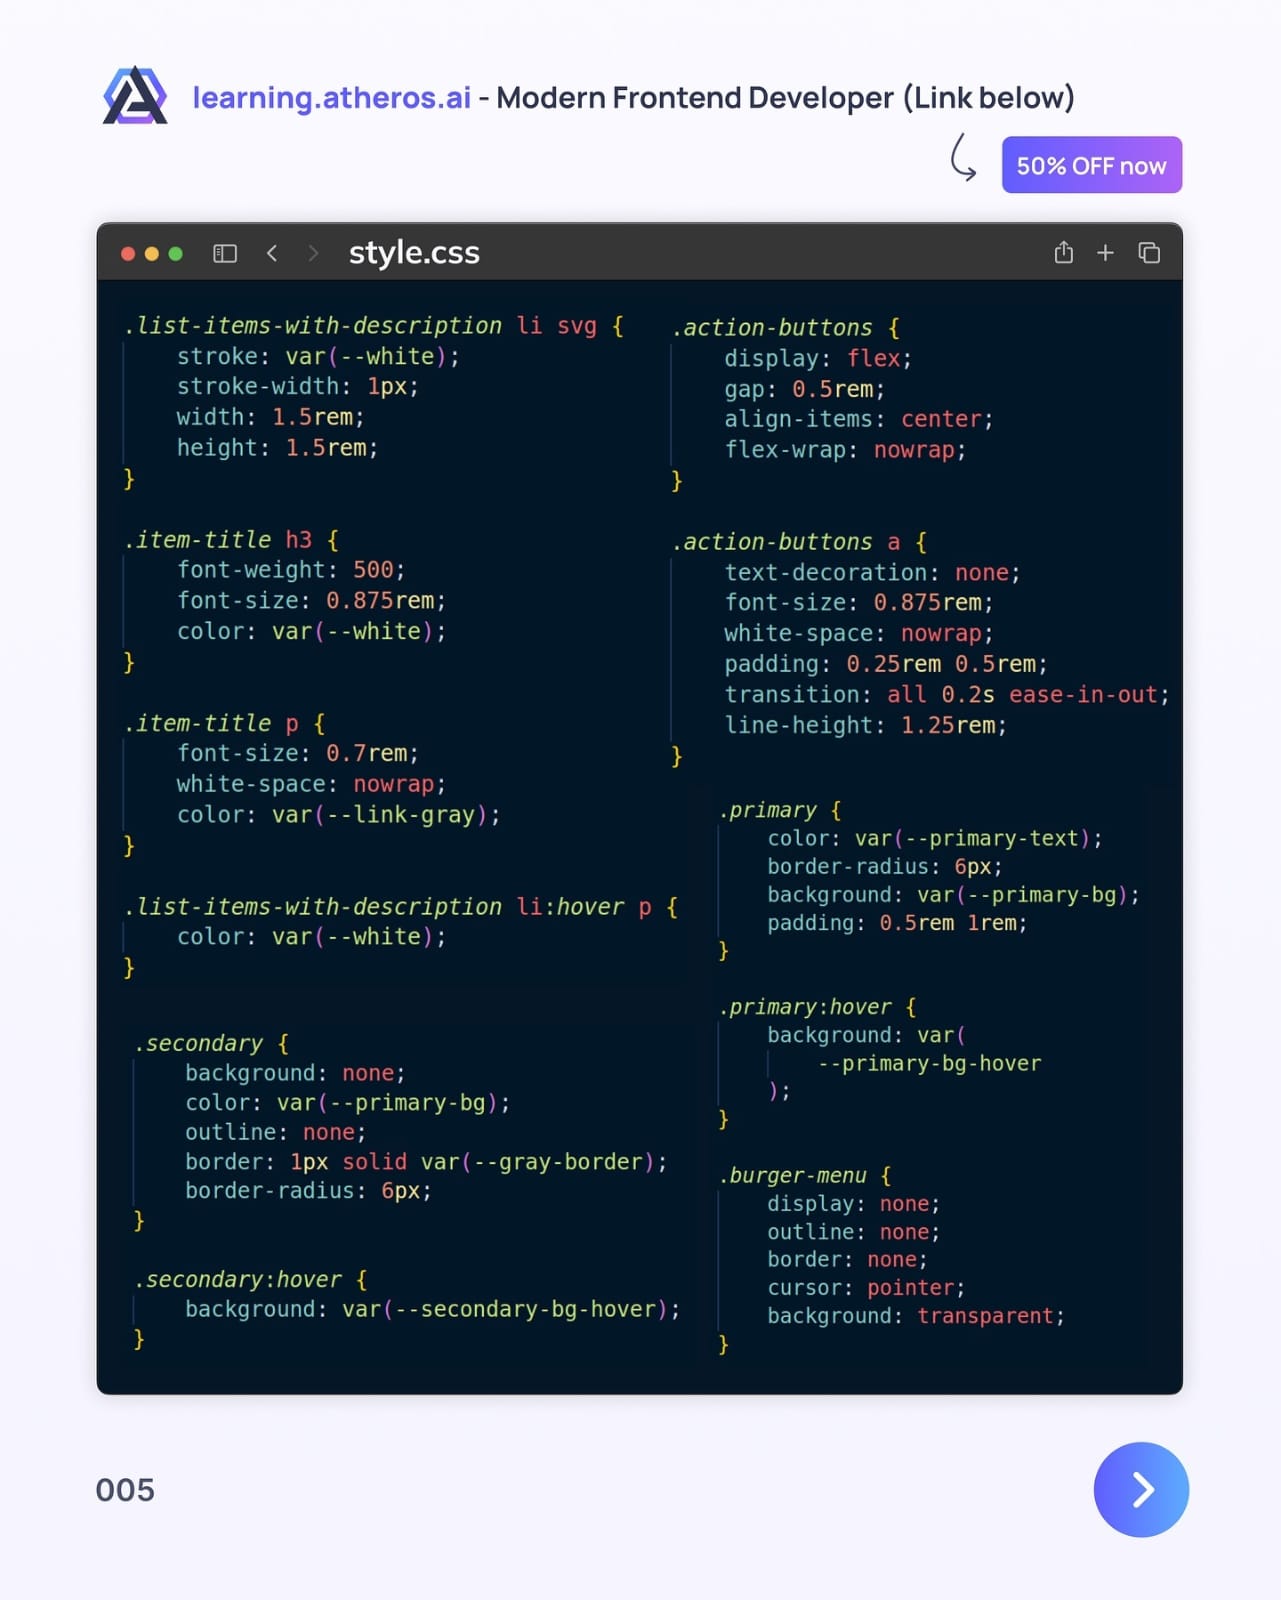 learning.atheros.ai - Modern Frontend Developer (Link below)
50% OFF now
style.css
.list-items-with-description li svg {
    stroke: var(--white);
    stroke-width: 1px;
    width: 1.5rem;
    height: 1.5rem;
}
.item-title h3 {
    font-weight: 500;
    font-size: 0.875rem;
    color: var(--white);
}
.item-title p {
    font-size: 0.7rem;
    white-space: nowrap;
    color: var(--link-gray);
}
.list-items-with-description li:hover p {
    color: var(--white);
}
.secondary {
    background: none;
    color: var(--primary-bg);
    outline: none;
    border: 1px solid var(--gray-border);
    border-radius: 6px;
}
.secondary:hover {
    background: var(--secondary-bg-hover);
}
.action-buttons {
    display: flex;
    gap: 0.5rem;
    align-items: center;
    flex-wrap: nowrap;
}
.action-buttons a {
    text-decoration: none;
    font-size: 0.875rem;
    white-space: nowrap;
    padding: 0.25rem 0.5rem;
    transition: all 0.2s ease-in-out;
    line-height: 1.25rem;
}
.primary {
    color: var(--primary-text);
    border-radius: 6px;
    background: var(--primary-bg);
    padding: 0.5rem 1rem;
}
.primary:hover {
    background: var(
        --primary-bg-hover
    );
}
.burger-menu {
    display: none;
    outline: none;
    border: none;
    cursor: pointer;
    background: transparent;
}
005